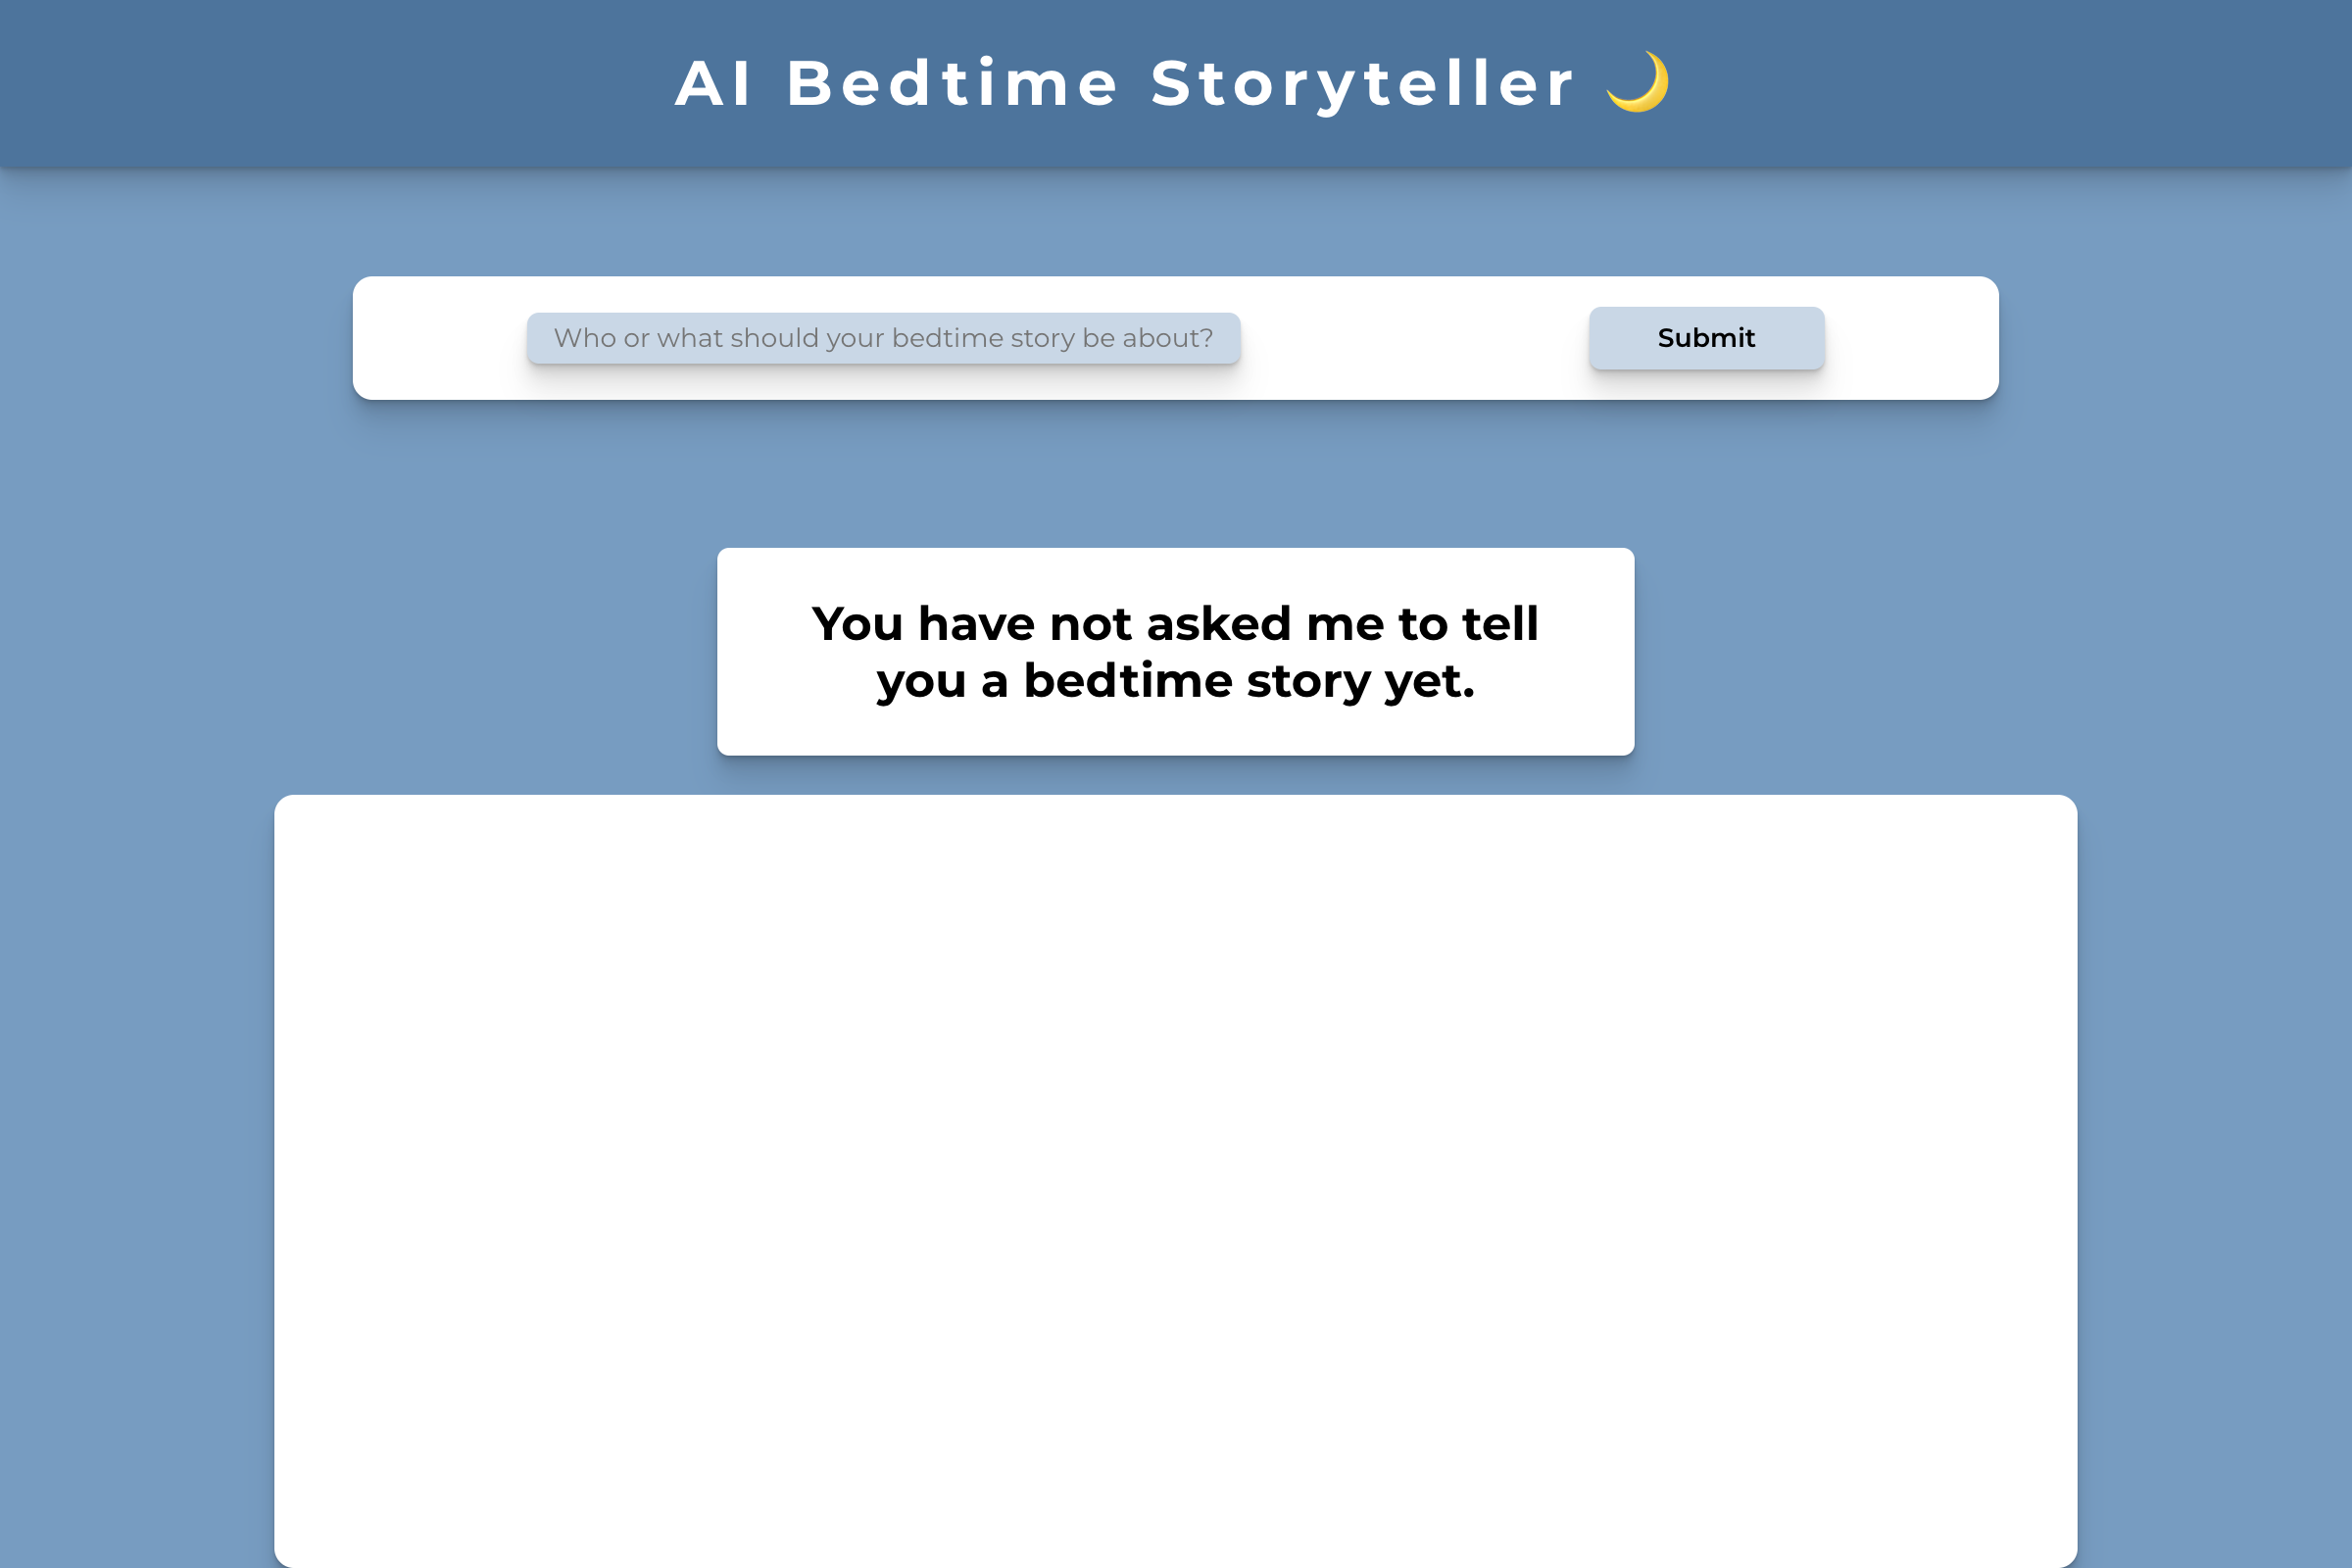 AI Bedtime Storyteller 🌙
Who or what should your bedtime story be about?
Submit
You have not asked me to tell
you a bedtime story yet.